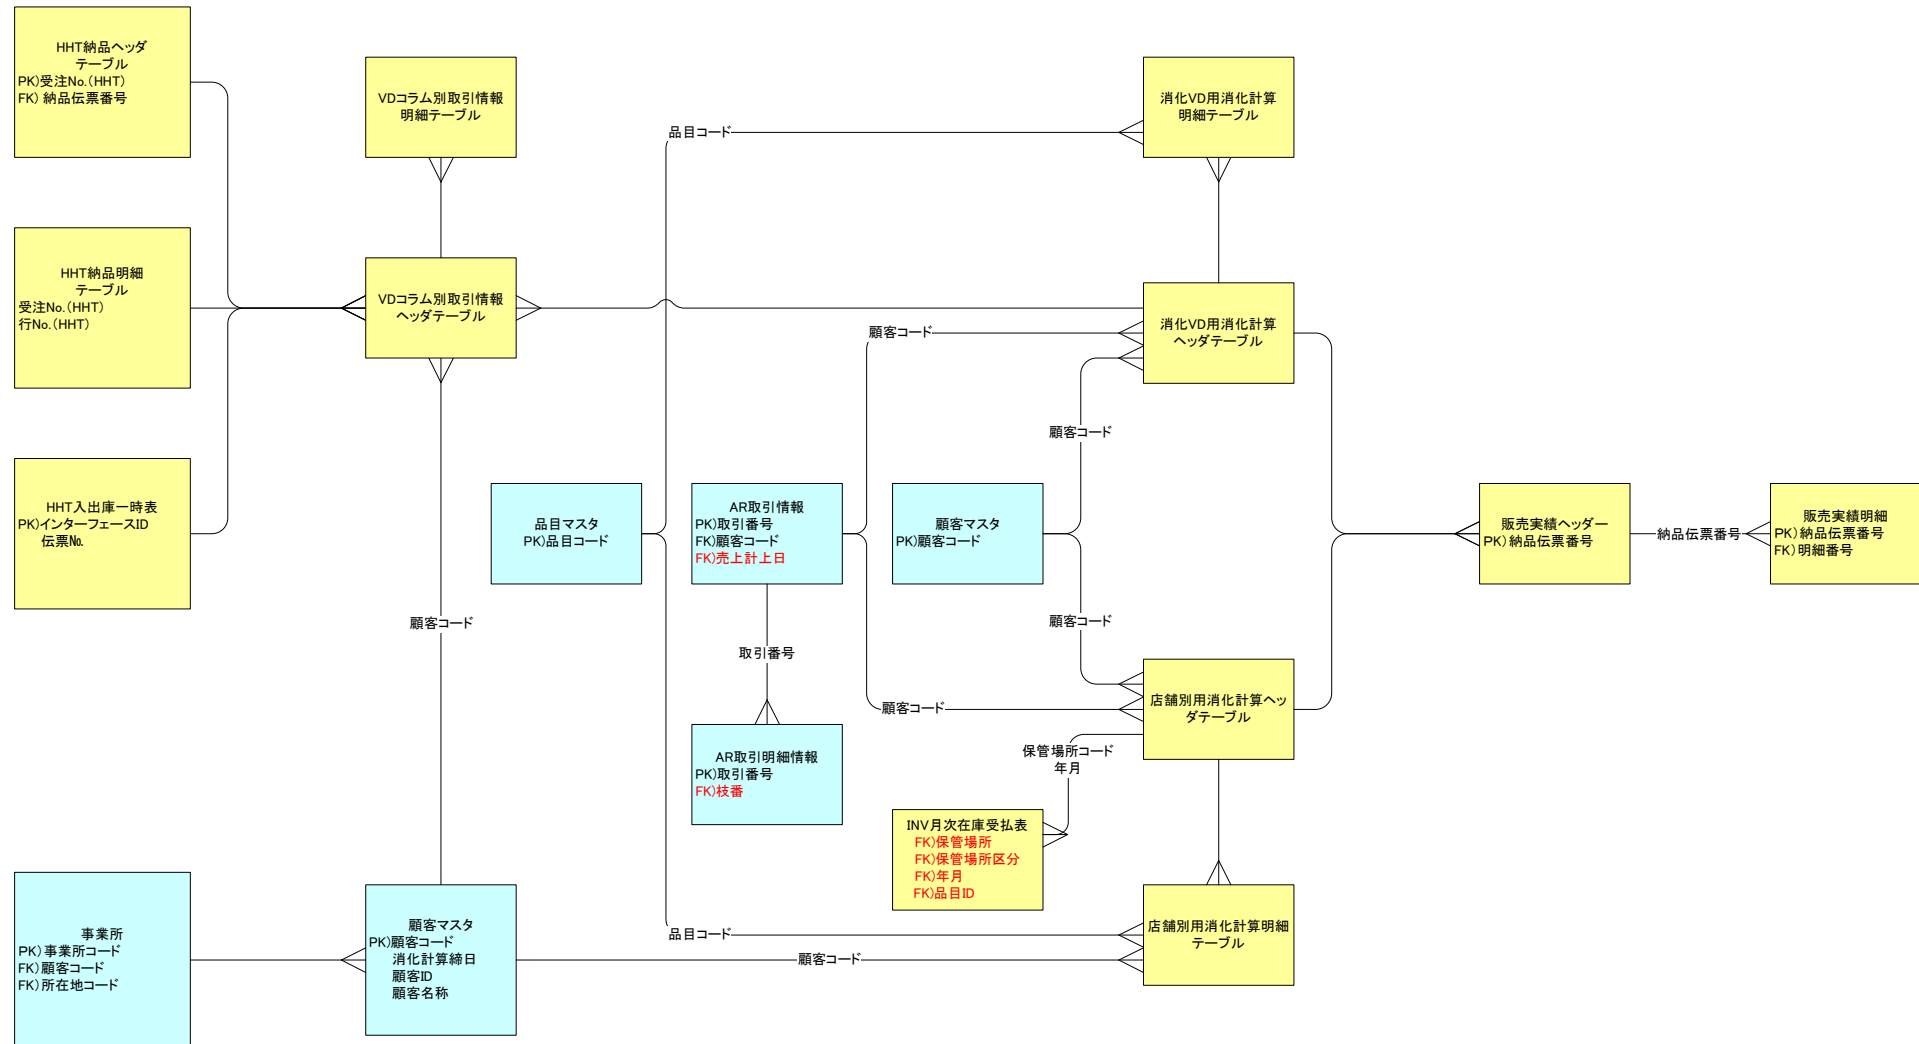 HHT納品ヘッダ
テーブル
PK)受注No.(HHT)
FK) 納品伝票番号
VDコラム別取引情報
明細テーブル
消化VD用消化計算
明細テーブル
品目コード
HHT納品明細
テーブル
受注No.(HHT)
行No.(HHT)
VDコラム別取引情報
ヘッダテーブル
消化VD用消化計算
ヘッダテーブル
顧客コード
顧客コード
HHT入出庫一時表
PK)インターフェースID
伝票№
品目マスタ
PK)品目コード
AR取引情報
PK)取引番号
FK)顧客コード
FK)売上計上日
顧客マスタ
PK)顧客コード
販売実績ヘッダー
PK)納品伝票番号
納品伝票番号
販売実績明細
PK)納品伝票番号
FK)明細番号
顧客コード
顧客コード
取引番号
顧客コード
店舗別用消化計算ヘッ
ダテーブル
AR取引明細情報
PK)取引番号
FK)枝番
保管場所コード
年月
INV月次在庫受払表
FK)保管場所
FK)保管場所区分
FK)年月
FK)品目ID
事業所
PK)事業所コード
FK)顧客コード
FK)所在地コード
顧客マスタ
PK)顧客コード
消化計算締日
顧客ID
顧客名称
品目コード
顧客コード
店舗別用消化計算明細
テーブル